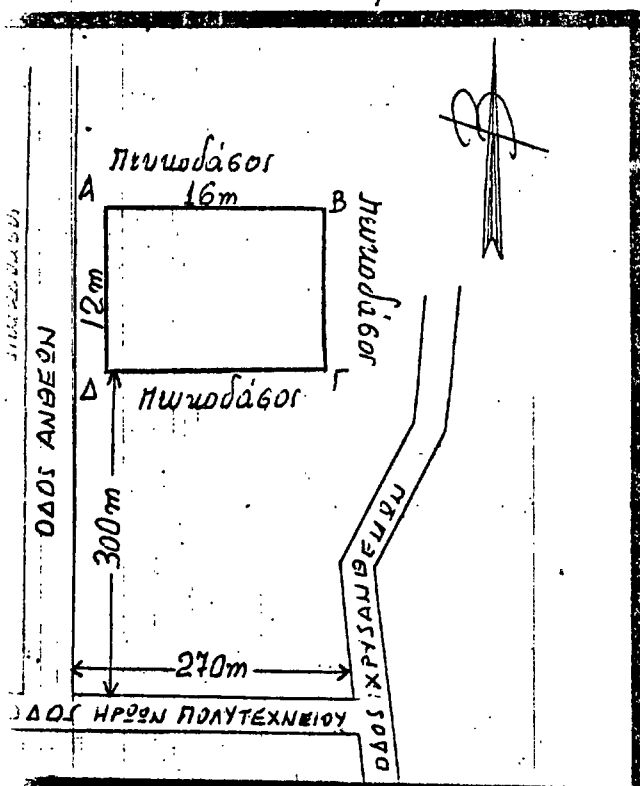 Πευκοδάσος
Α
16m
Β
Πευκοδάσος
12m
Δ
Γ
Πευκοδάσος
ΟΔΟΣ ΑΝΘΕΩΝ
300m
ΟΔΟΣ ΧΡΥΣΑΝΘΕΜΩΝ
270m
ΟΔΟΣ ΗΡΩΩΝ ΠΟΛΥΤΕΧΝΕΙΟΥ